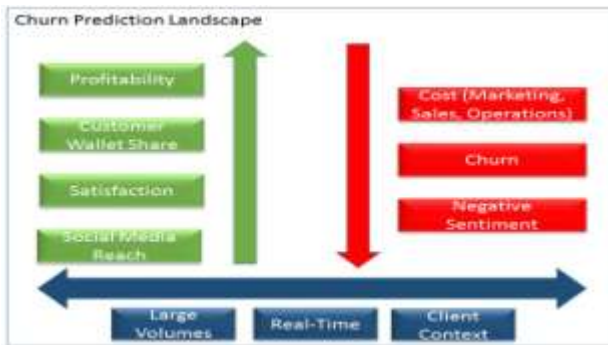 Churn Prediction Landscape
Profitability
Customer
Wallet Share
Satisfaction
Social Media
Reach
Cost (Marketing,
Sales, Operations)
Churn
Negative
Sentiment
Large
Volumes
Real-Time
Client
Context